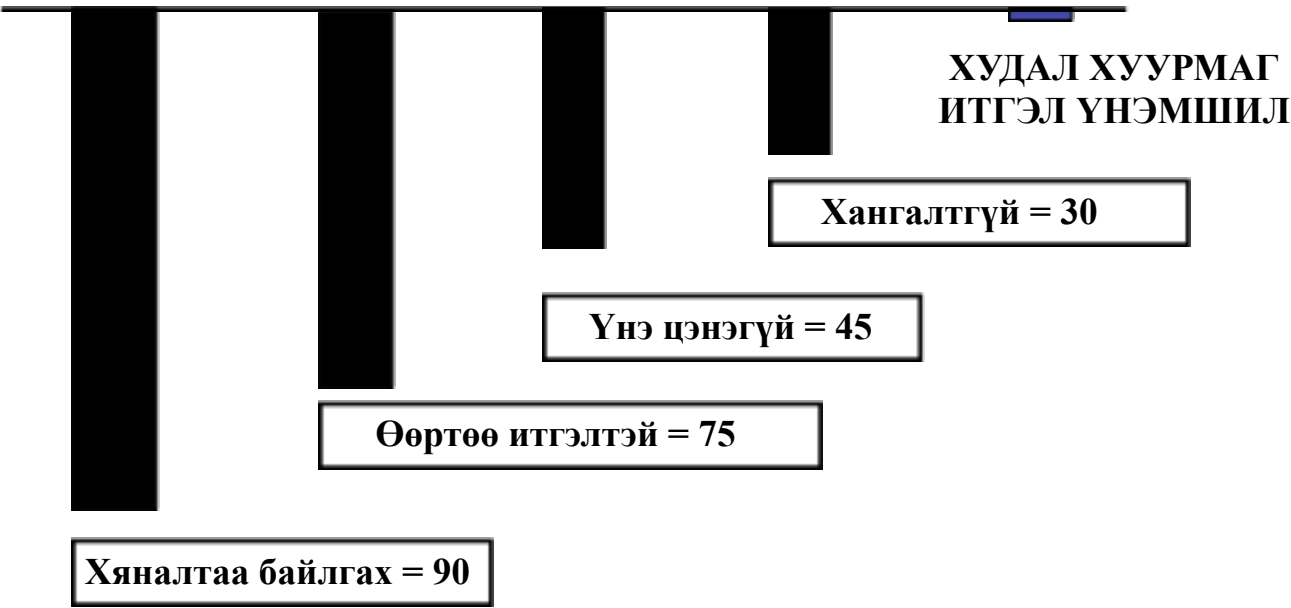 ХУДАЛ ХУУРМАГ
ИТГЭЛ ҮНЭМШИЛ
Хангалтгүй = 30
Үнэ цэнэгүй = 45
Өөртөө итгэлтэй = 75
Хяналтаа байлгах = 90